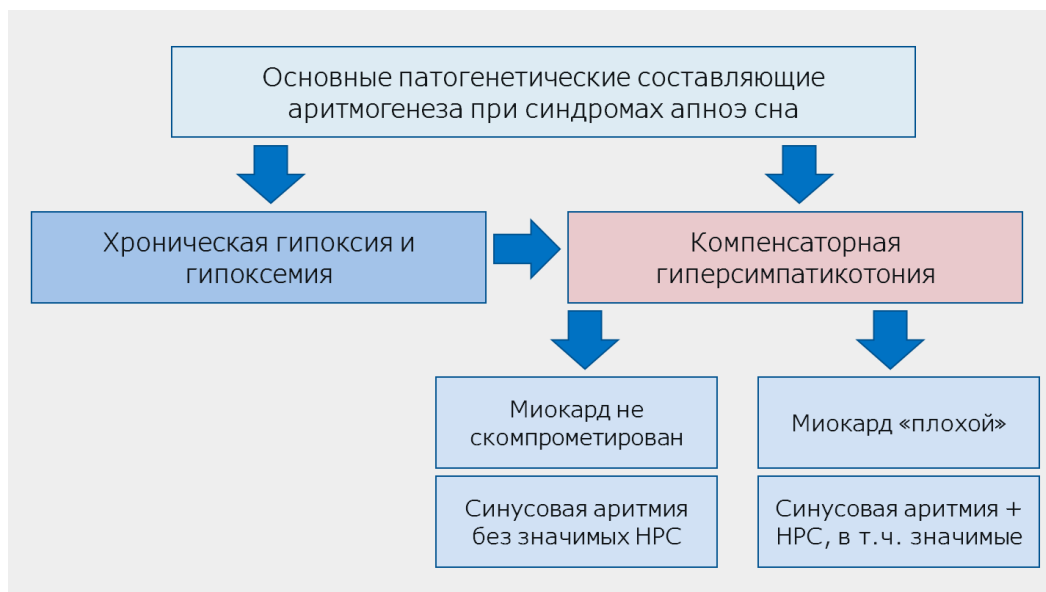 Основные патогенетические составляющие
аритмогенеза при синдромах апноэ сна
Хроническая гипоксия и
гипоксемия
Компенсаторная
гиперсимпатикотония
Миокард не
скомпрометирован
Миокард «плохой»
Синусовая аритмия
без значимых НРС
Синусовая аритмия +
НРС, в т.ч. значимые